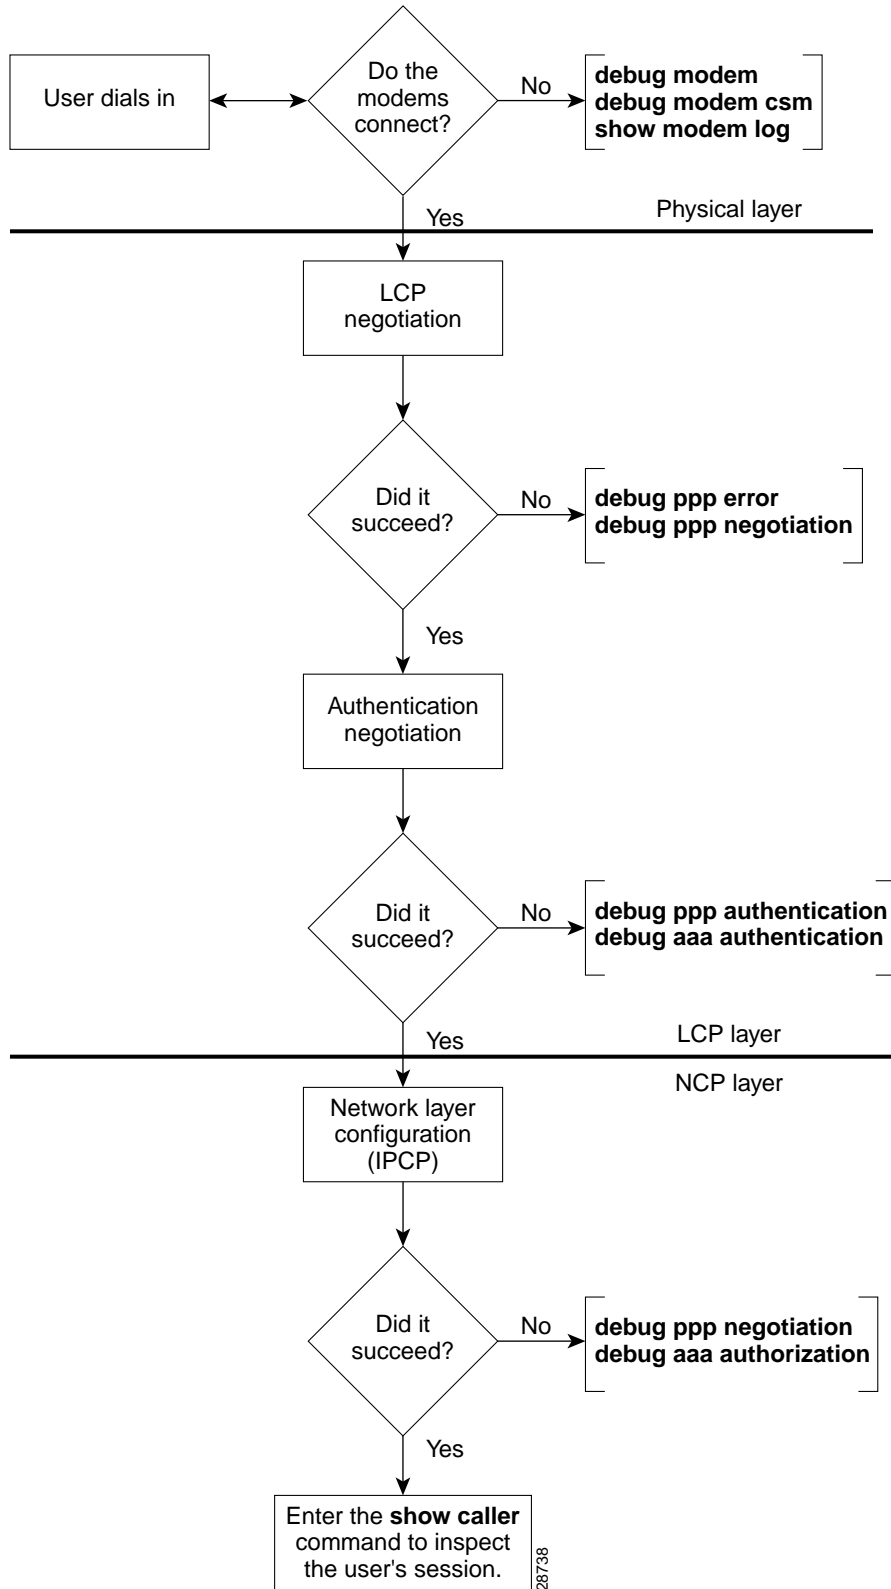 User dials in
Do the
modems
connect?
No
debug modem
debug modem csm
show modem log
Yes
Physical layer
LCP
negotiation
Did it
succeed?
No
debug ppp error
debug ppp negotiation
Yes
Authentication
negotiation
Did it
succeed?
No
debug ppp authentication
debug aaa authentication
Yes
LCP layer
NCP layer
Network layer
configuration
(IPCP)
Did it
succeed?
No
debug ppp negotiation
debug aaa authorization
Yes
Enter the show caller
command to inspect
the user's session.
28738